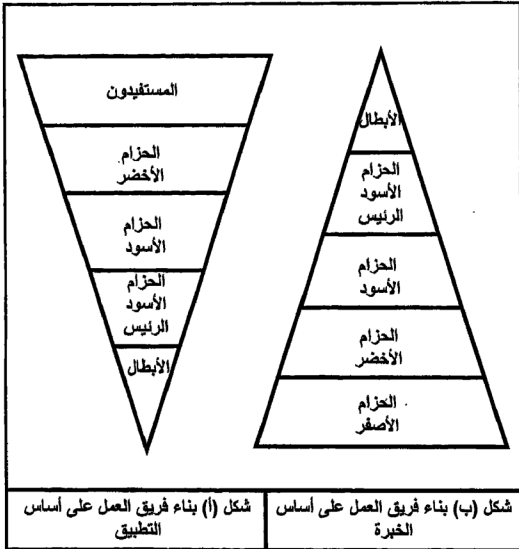 الأبطال
الحزام
الأسود
الرئيس
الحزام
الأسود
الحزام
الأخضر
الحزام
الأصفر
شكل (ب) بناء فريق العمل على أساس
الخبرة
المستفيدون
الحزام
الأخضر
الحزام
الأسود
الحزام
الأسود
الرئيس
الأبطال
شكل (أ) بناء فريق العمل على أساس
التطبيق